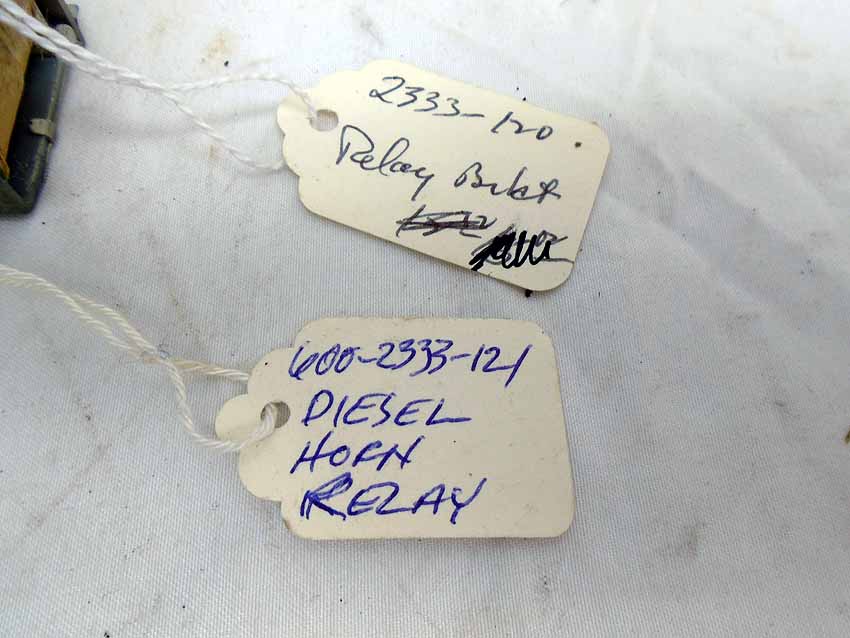 2333-120
Relay Brkt
600-2333-121
DIESEL
HORN
RELAY